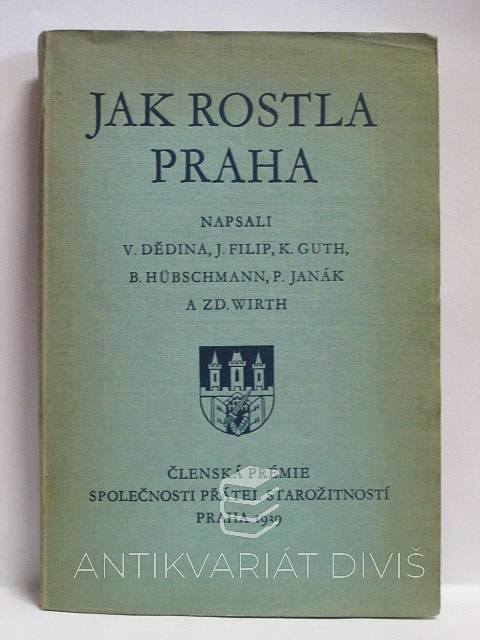 JAK ROSTLA
PRAHA
NAPSALI
V. DĚDINA, J. FILIP, K. GUTH,
B. HÜBSCHMANN, P. JANÁK
A ZD. WIRTH
ČLENSKÁ PRÉMIE
SPOLEČNOSTI PŘÁTEL STAROŽITNOSTÍ
PRAHA 1939
ANTIKVARIÁT DIVIŠ